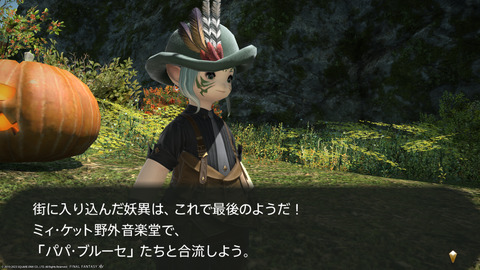 街に入り込んだ妖異は、これで最後のようだ！
ミィ・ケット野外音楽堂で、
「パパ・ブルーセ」たちと合流しよう。